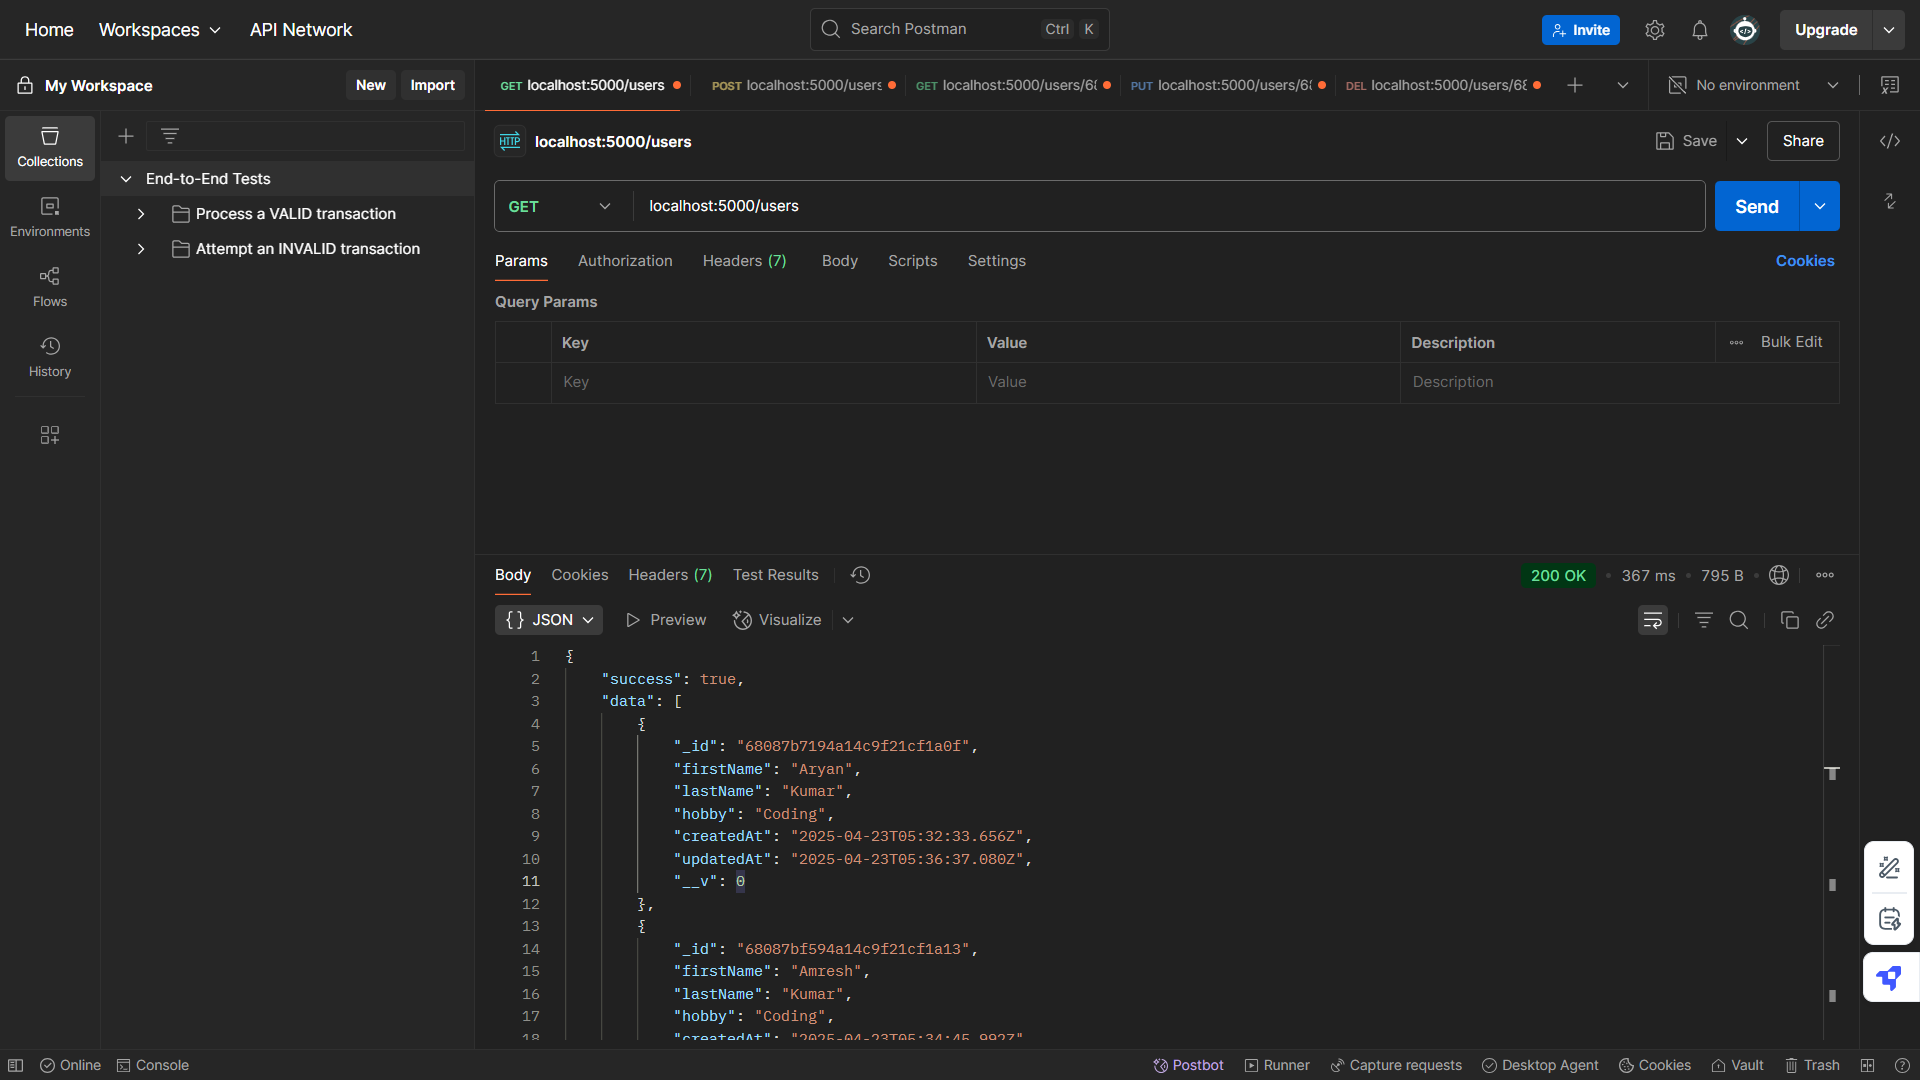 Home Workspaces API Network Search Postman Ctrl K Invite Upgrade
My Workspace New Import GET localhost:5000/users POST localhost:5000/users GET localhost:5000/users/6 PUT localhost:5000/users/6 DEL localhost:5000/users/6 No environment
Collections
Environments
Flows
History
End-to-End Tests
Process a VALID transaction
Attempt an INVALID transaction
HTTP localhost:5000/users Save Share
GET localhost:5000/users Send
Params Authorization Headers (7) Body Scripts Settings Cookies
Query Params
Key Value Description Bulk Edit
Key Value Description
Body Cookies Headers (7) Test Results 200 OK 367 ms 795 B
{} JSON Preview Visualize
1 {
2 "success": true,
3 "data": [
4 {
5 "_id": "68087b7194a14c9f21cf1a0f",
6 "firstName": "Aryan",
7 "lastName": "Kumar",
8 "hobby": "Coding",
9 "createdAt": "2025-04-23T05:32:33.656Z",
10 "updatedAt": "2025-04-23T05:36:37.080Z",
11 "__v": 0
12 },
13 {
14 "_id": "68087bf594a14c9f21cf1a13",
15 "firstName": "Amresh",
16 "lastName": "Kumar",
17 "hobby": "Coding",
18 "createdAt": "2025-04-23T05:34:45.992Z"
Online Console Postbot Runner Capture requests Desktop Agent Cookies Vault Trash